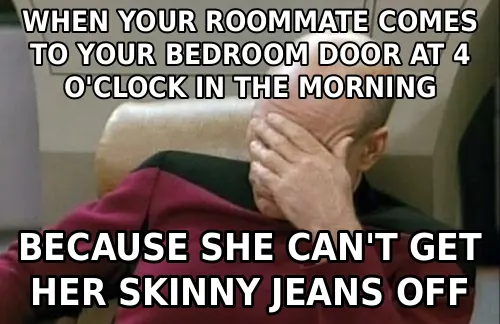 WHEN YOUR ROOMMATE COMES
TO YOUR BEDROOM DOOR AT 4
O'CLOCK IN THE MORNING
BECAUSE SHE CAN'T GET
HER SKINNY JEANS OFF